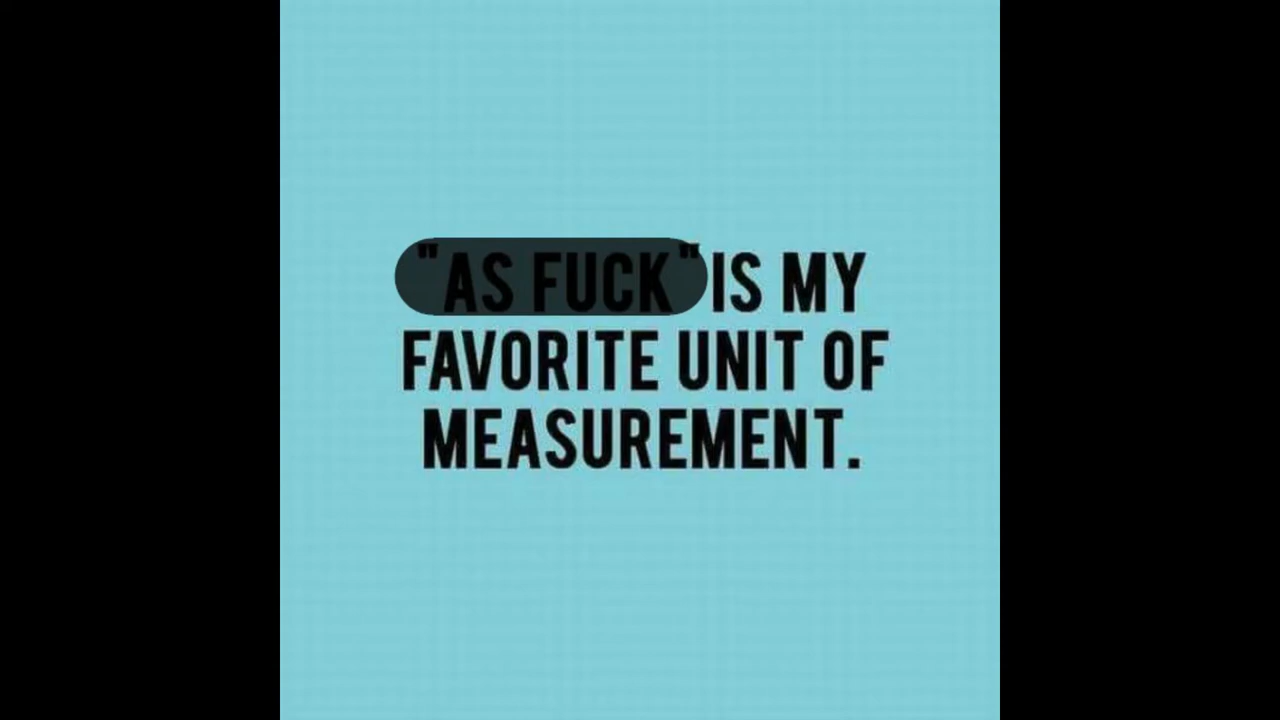 "AS FUCK" IS MY
FAVORITE UNIT OF
MEASUREMENT.